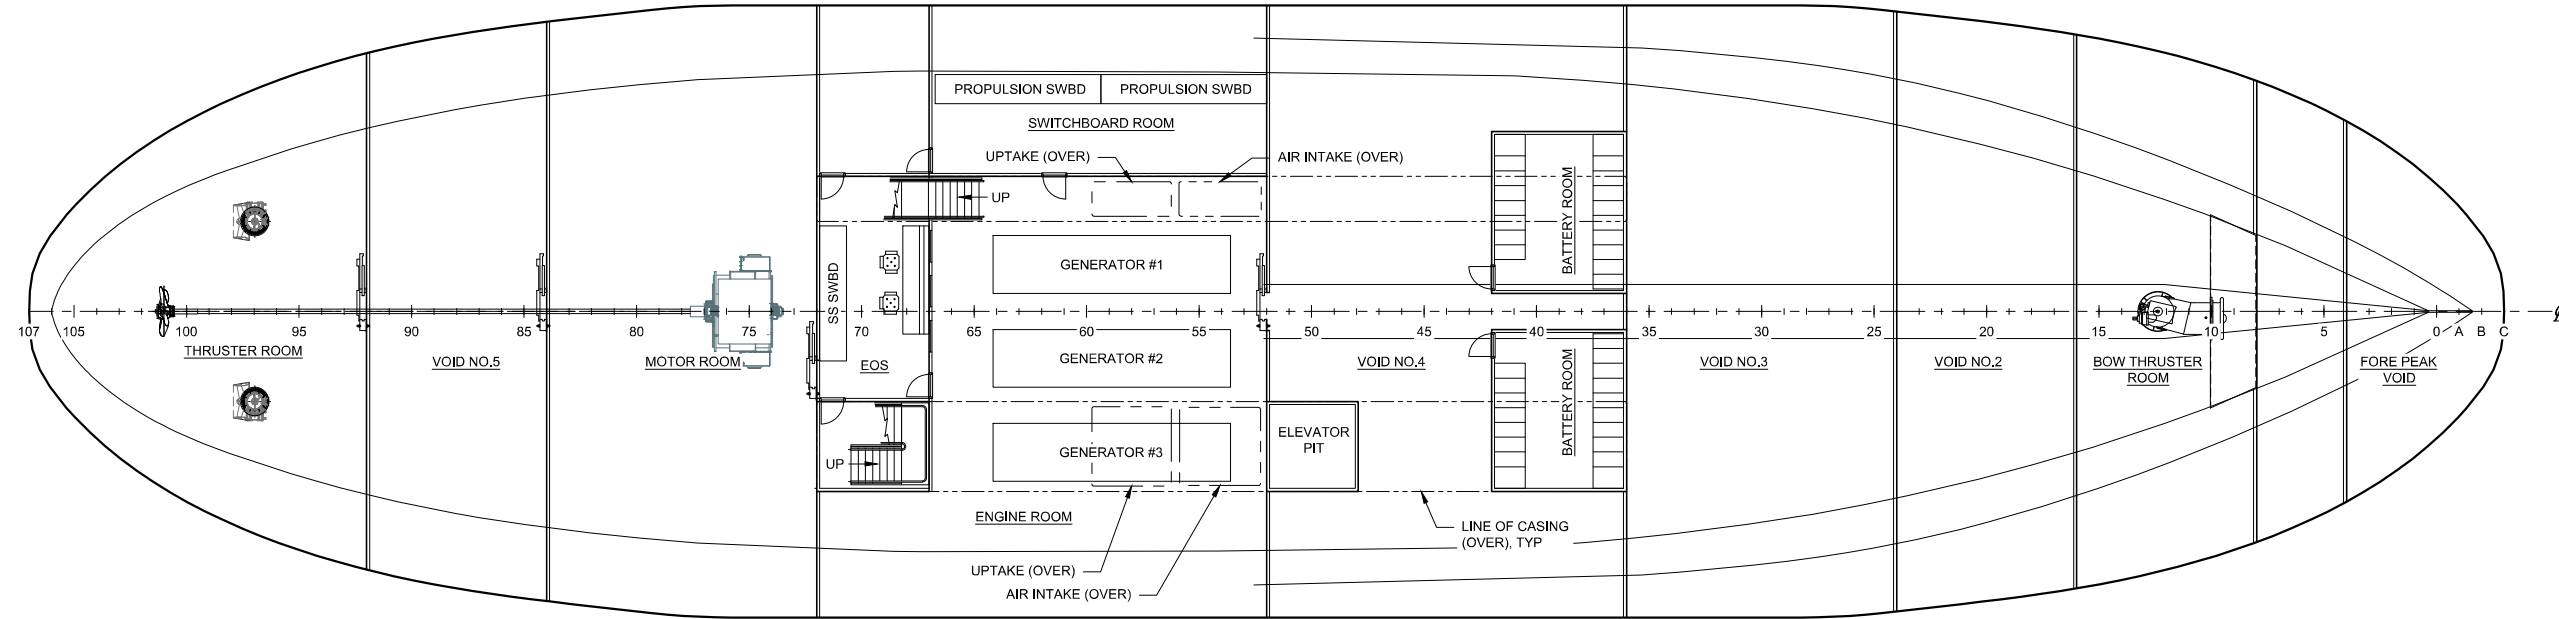 PROPULSION SWBD
PROPULSION SWBD
SWITCHBOARD ROOM
UPTAKE (OVER)
AIR INTAKE (OVER)
UP
BATTERY ROOM
SS SWBD
GENERATOR #1
107
105
100
95
90
85
80
75
70
65
60
55
50
45
40
35
30
25
20
15
10
5
0
A
B
C
THRUSTER ROOM
VOID NO.5
MOTOR ROOM
EOS
GENERATOR #2
VOID NO.4
BATTERY ROOM
VOID NO.3
VOID NO.2
BOW THRUSTER
ROOM
FORE PEAK
VOID
UP
GENERATOR #3
ELEVATOR
PIT
ENGINE ROOM
LINE OF CASING
(OVER), TYP
UPTAKE (OVER)
AIR INTAKE (OVER)